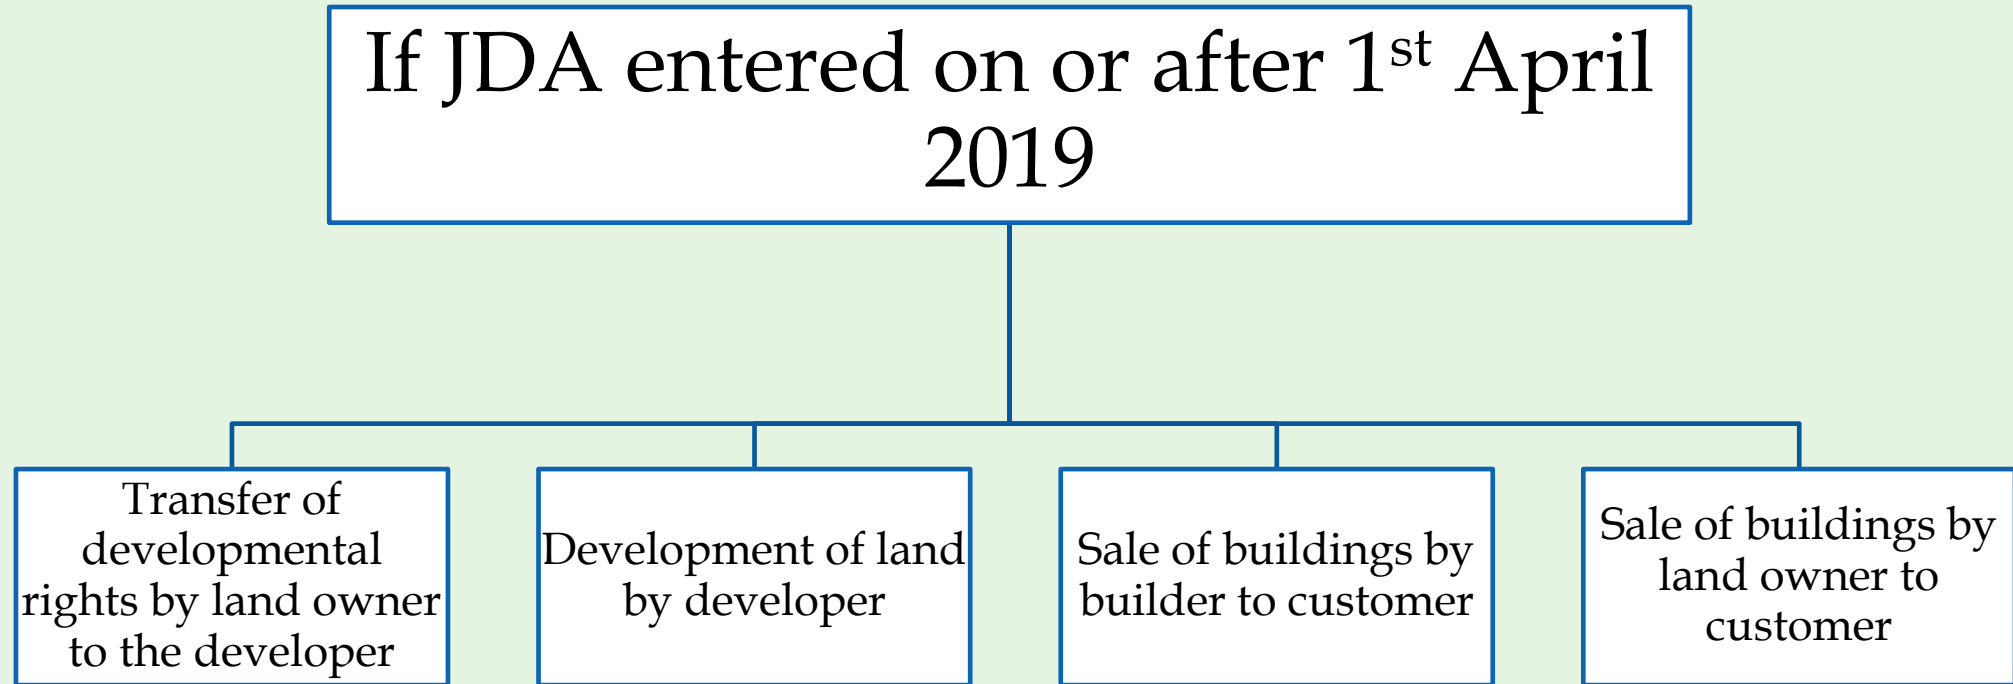 If JDA entered on or after 1st April
2019
Transfer of
developmental
rights by land owner
to the developer
Development of land
by developer
Sale of buildings by
builder to customer
Sale of buildings by
land owner to
customer